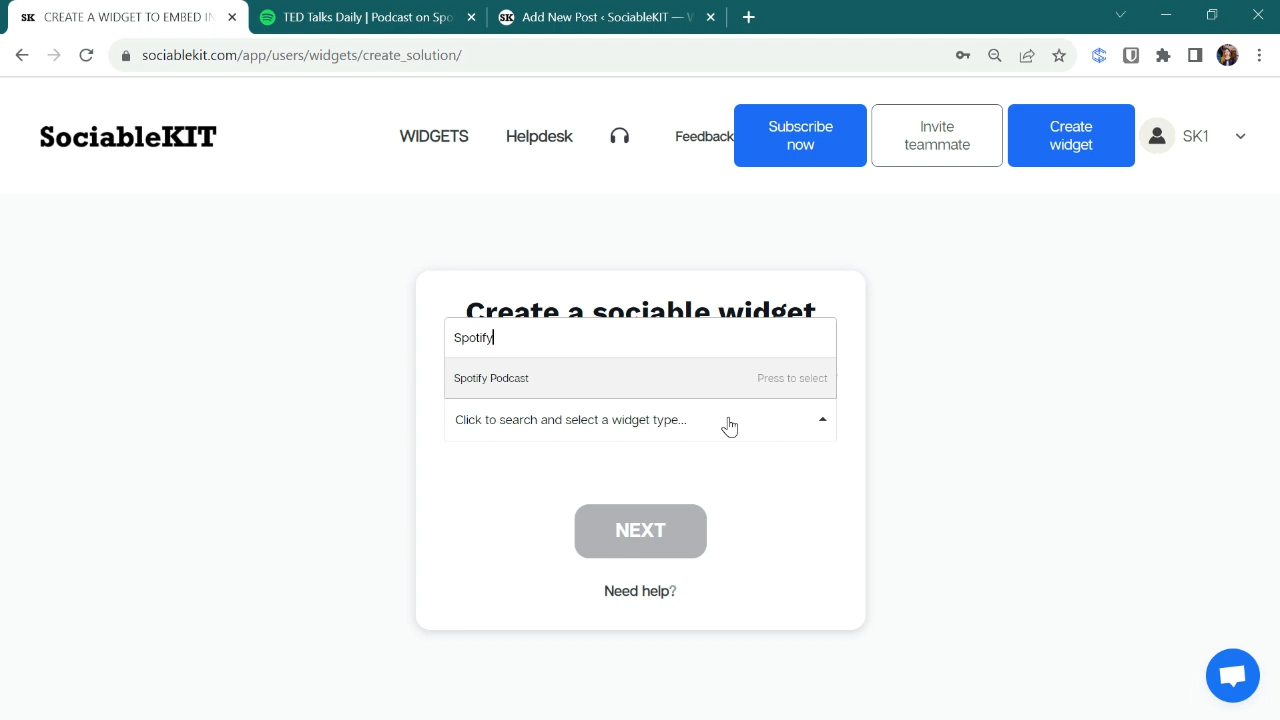 SK CREATE A WIDGET TO EMBED IN
TED Talks Daily | Podcast on Spo
SK Add New Post ‹ SociableKIT — W
sociablekit.com/app/users/widgets/create_solution/
SociableKIT
WIDGETS
Helpdesk
Feedback
Subscribe
now
Invite
teammate
Create
widget
SK1
Create a sociable widget
Spotify
Spotify Podcast
Press to select
Click to search and select a widget type...
NEXT
Need help?